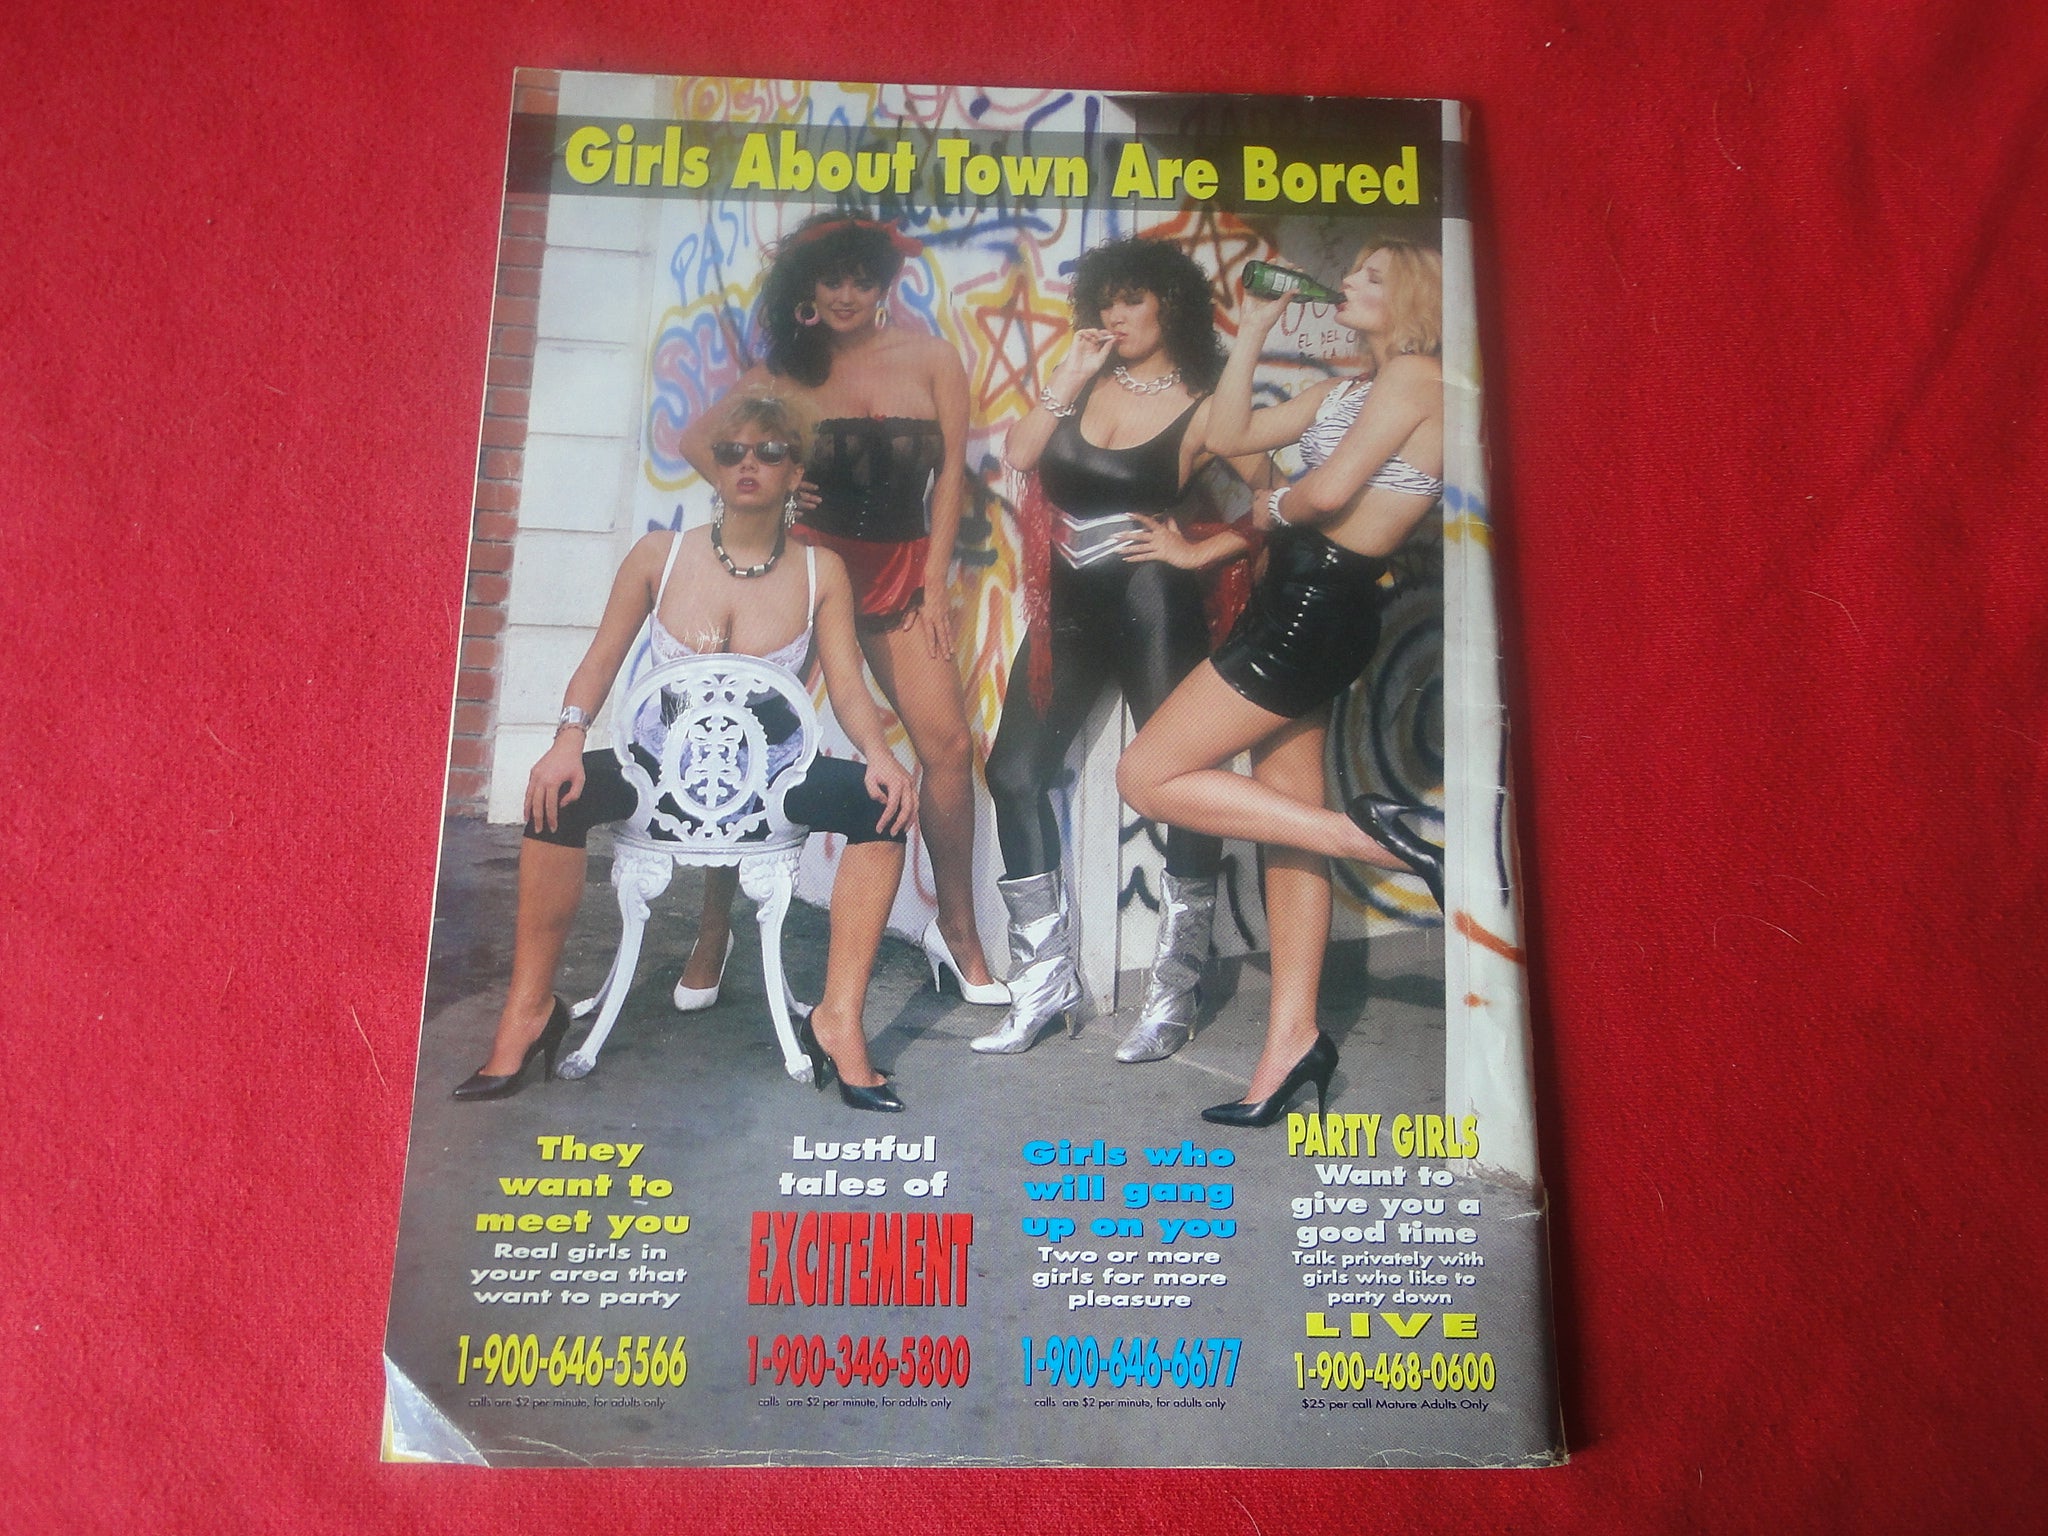 Girls About Town Are Bored
PAST
EL DEL
DE LA
They
want to
meet you
Real girls in
your area that
want to party
1-900-646-5566
calls are $2 per minute, for adults only
Lustful
tales of
EXCITEMENT
1-900-346-5800
calls are $2 per minute, for adults only
Girls who
will gang
up on you
Two or more
girls for more
pleasure
1-900-646-6677
calls are $2 per minute, for adults only
PARTY GIRLS
Want to
give you a
good time
Talk privately with
girls who like to
party down
LIVE
1-900-468-0600
$25 per call Mature Adults Only